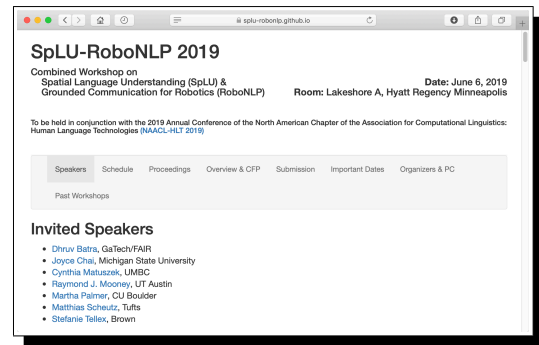 splu-robonlp.github.io
SpLU-RoboNLP 2019
Combined Workshop on
Spatial Language Understanding (SpLU) &
Grounded Communication for Robotics (RoboNLP)
Date: June 6, 2019
Room: Lakeshore A, Hyatt Regency Minneapolis
To be held in conjunction with the 2019 Annual Conference of the North American Chapter of the Association for Computational Linguistics:
Human Language Technologies (NAACL-HLT 2019)
Speakers Schedule Proceedings Overview & CFP Submission Important Dates Organizers & PC
Past Workshops
Invited Speakers
• Dhruv Batra, GaTech/FAIR
• Joyce Chai, Michigan State University
• Cynthia Matuszek, UMBC
• Raymond J. Mooney, UT Austin
• Martha Palmer, CU Boulder
• Matthias Scheutz, Tufts
• Stefanie Tellex, Brown